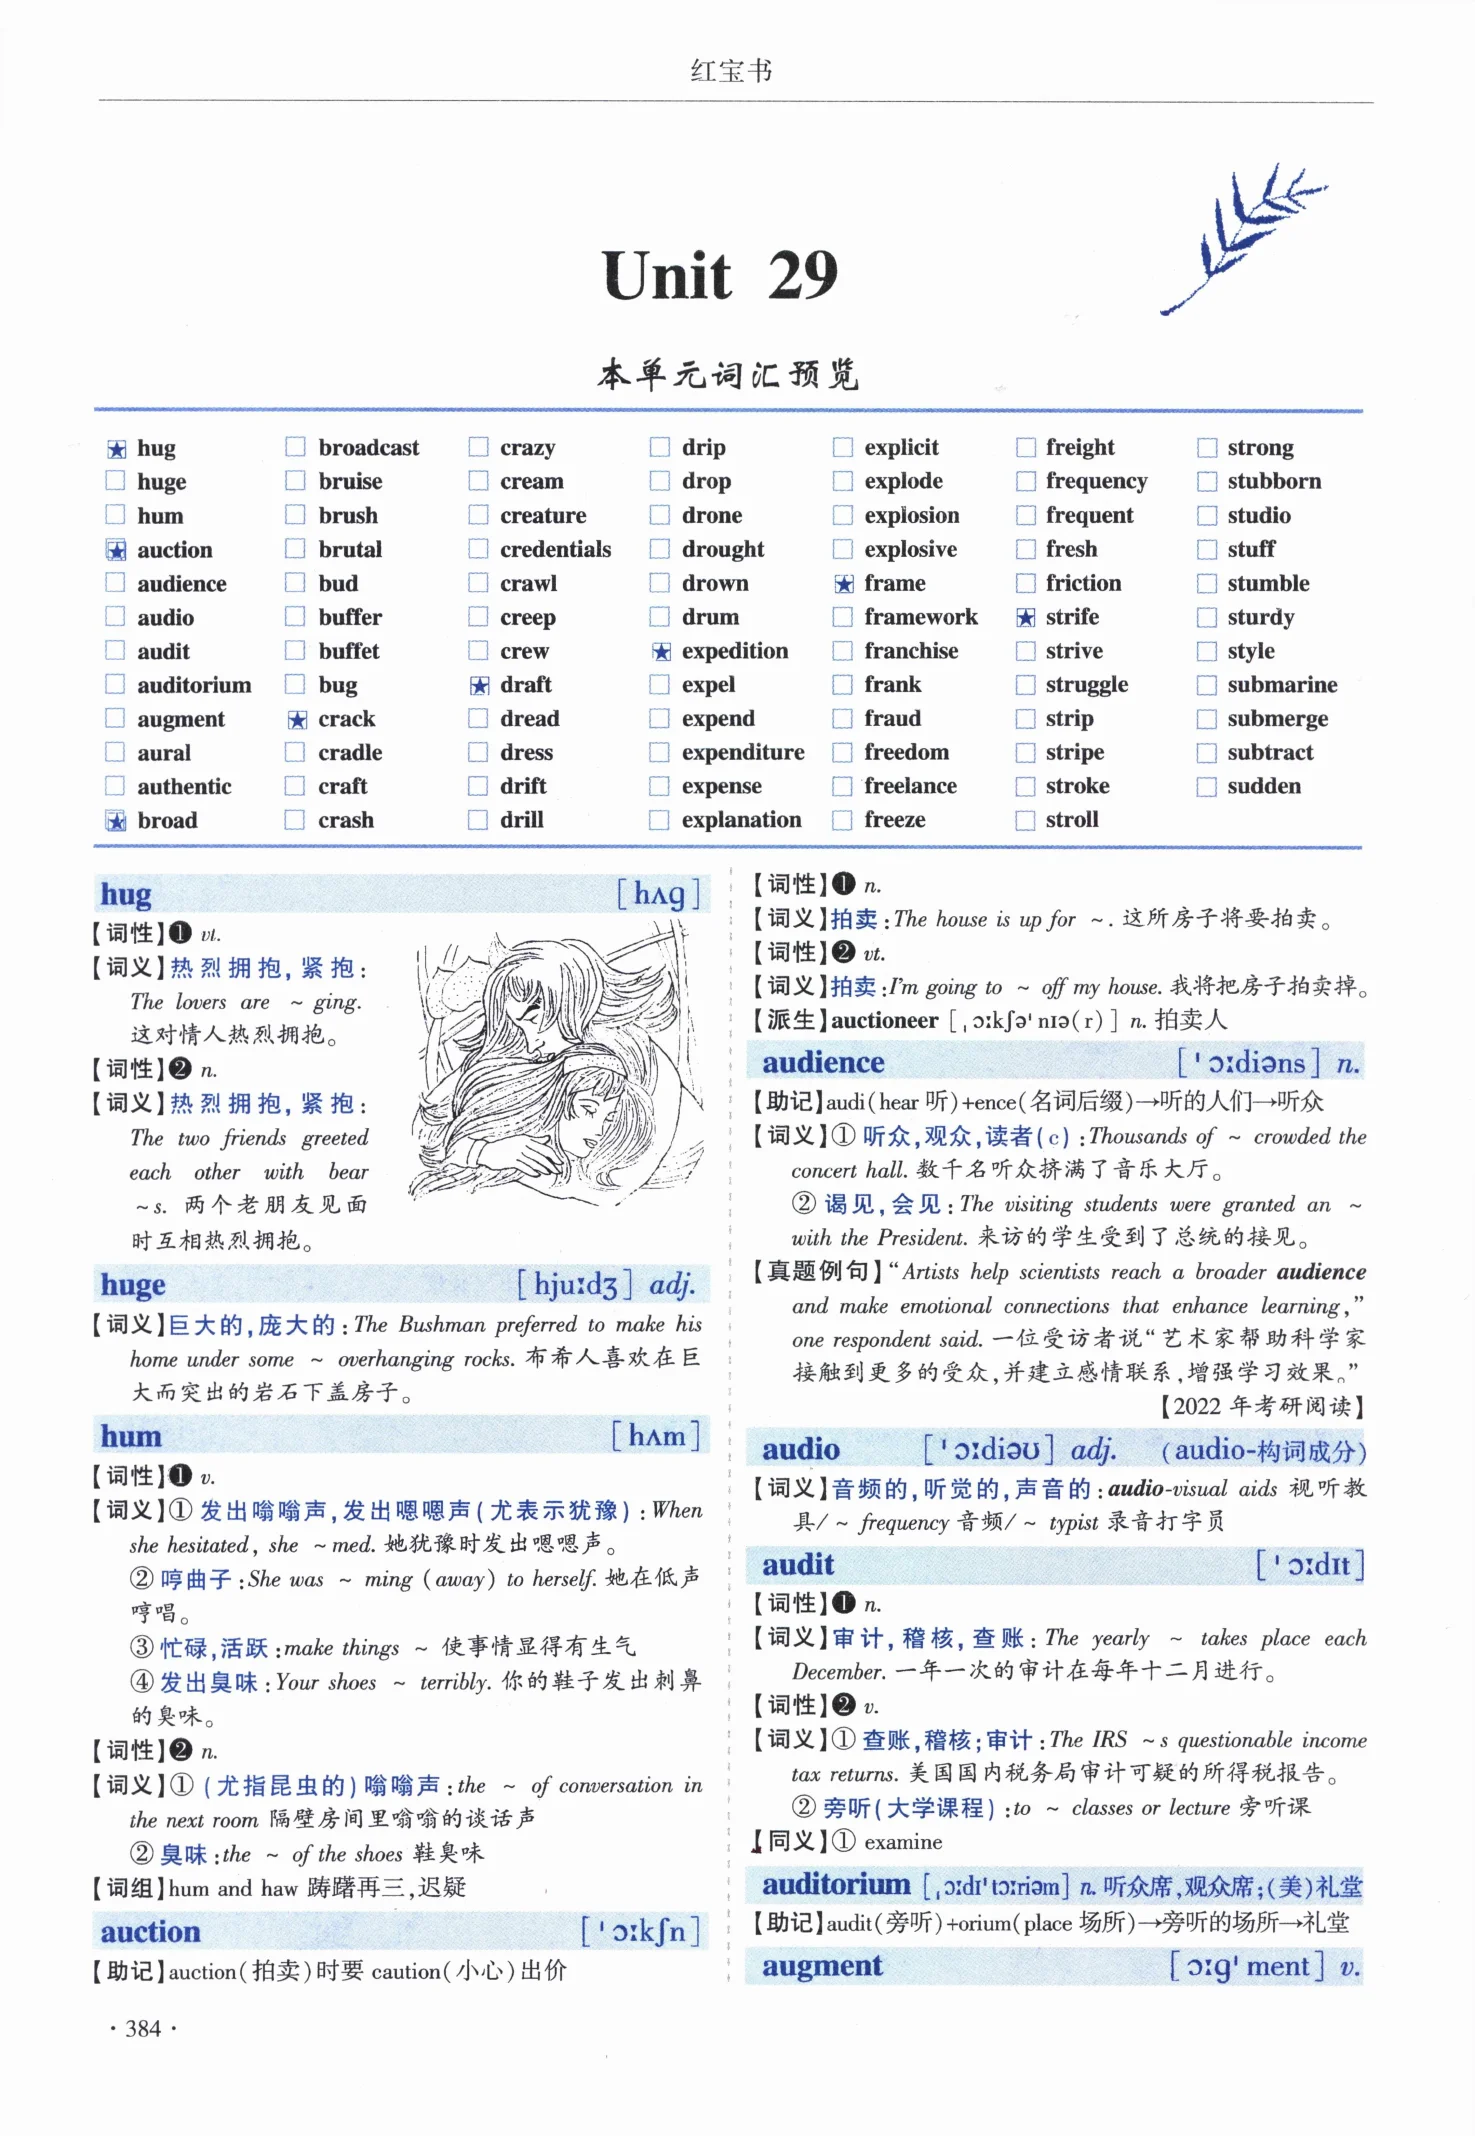 红宝书
Unit 29
本单元词汇预览
hug broadcast crazy drip explicit freight strong
huge bruise cream drop explode frequency stubborn
hum brush creature drone explosion frequent studio
auction brutal credentials drought explosive fresh stuff
audience bud crawl drown frame friction stumble
audio buffer creep drum framework strife sturdy
audit buffet crew expedition franchise strive style
auditorium bug draft expel frank struggle submarine
augment crack dread expend fraud strip submerge
aural cradle dress expenditure freedom stripe subtract
authentic craft drift expense freelance stroke sudden
broad crash drill explanation freeze stroll
hug [hʌɡ]
【词性】❶ vt.
【词义】热烈拥抱,紧抱:
The lovers are ~ ging.
这对情人热烈拥抱。
【词性】❷ n.
【词义】热烈拥抱,紧抱:
The two friends greeted
each other with bear
~s. 两个老朋友见面
时互相热烈拥抱。
huge [hjuːdʒ] adj.
【词义】巨大的,庞大的:The Bushman preferred to make his
home under some ~ overhanging rocks. 布希人喜欢在巨
大而突出的岩石下盖房子。
hum [hʌm]
【词性】❶ v.
【词义】① 发出嗡嗡声,发出嗯嗯声(尤表示犹豫):When
she hesitated, she ~med. 她犹豫时发出嗯嗯声。
② 哼曲子:She was ~ ming (away) to herself. 她在低声
哼唱。
③ 忙碌,活跃:make things ~ 使事情显得有生气
④ 发出臭味:Your shoes ~ terribly. 你的鞋子发出刺鼻
的臭味。
【词性】❷ n.
【词义】① (尤指昆虫的)嗡嗡声:the ~ of conversation in
the next room 隔壁房间里嗡嗡的谈话声
② 臭味:the ~ of the shoes 鞋臭味
【词组】hum and haw 踌躇再三,迟疑
auction [ˈɔːkʃn]
【助记】auction(拍卖)时要 caution(小心)出价
【词性】❶ n.
【词义】拍卖:The house is up for ~. 这所房子将要拍卖。
【词性】❷ vt.
【词义】拍卖:I'm going to ~ off my house. 我将把房子拍卖掉。
【派生】auctioneer [ˌɔːkʃəˈnɪə(r)] n. 拍卖人
audience [ˈɔːdiəns] n.
【助记】audi(hear 听)+ence(名词后缀)→听的人们→听众
【词义】① 听众,观众,读者(c):Thousands of ~ crowded the
concert hall. 数千名听众挤满了音乐大厅。
② 谒见,会见:The visiting students were granted an ~
with the President. 来访的学生受到了总统的接见。
【真题例句】“Artists help scientists reach a broader audience
and make emotional connections that enhance learning,”
one respondent said. 一位受访者说“艺术家帮助科学家
接触到更多的受众,并建立感情联系,增强学习效果。”
【2022 年考研阅读】
audio [ˈɔːdiəʊ] adj. (audio-构词成分)
【词义】音频的,听觉的,声音的:audio-visual aids 视听教
具/ ~ frequency 音频/ ~ typist 录音打字员
audit [ˈɔːdɪt]
【词性】❶ n.
【词义】审计,稽核,查账:The yearly ~ takes place each
December. 一年一次的审计在每年十二月进行。
【词性】❷ v.
【词义】① 查账,稽核;审计:The IRS ~s questionable income
tax returns. 美国国内税务局审计可疑的所得税报告。
② 旁听(大学课程):to ~ classes or lecture 旁听课
【同义】① examine
auditorium [ˌɔːdɪˈtɔːriəm] n. 听众席,观众席;(美)礼堂
【助记】audit(旁听)+orium(place 场所)→旁听的场所→礼堂
augment [ɔːɡˈment] v.
· 384 ·